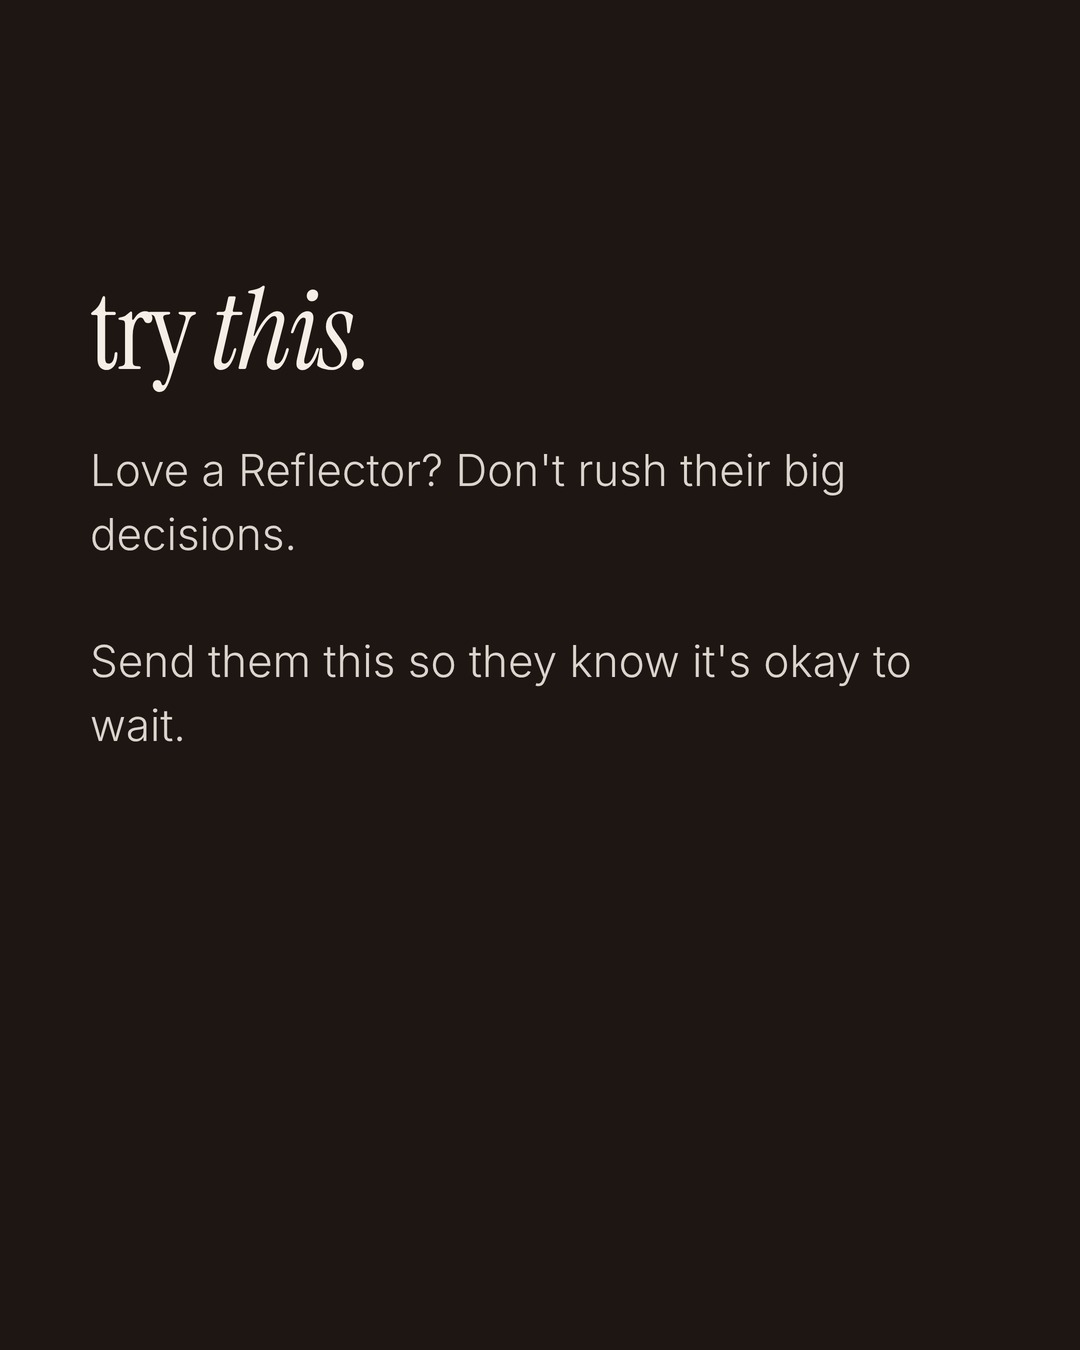 try this.
Love a Reflector? Don't rush their big
decisions.
Send them this so they know it's okay to
wait.